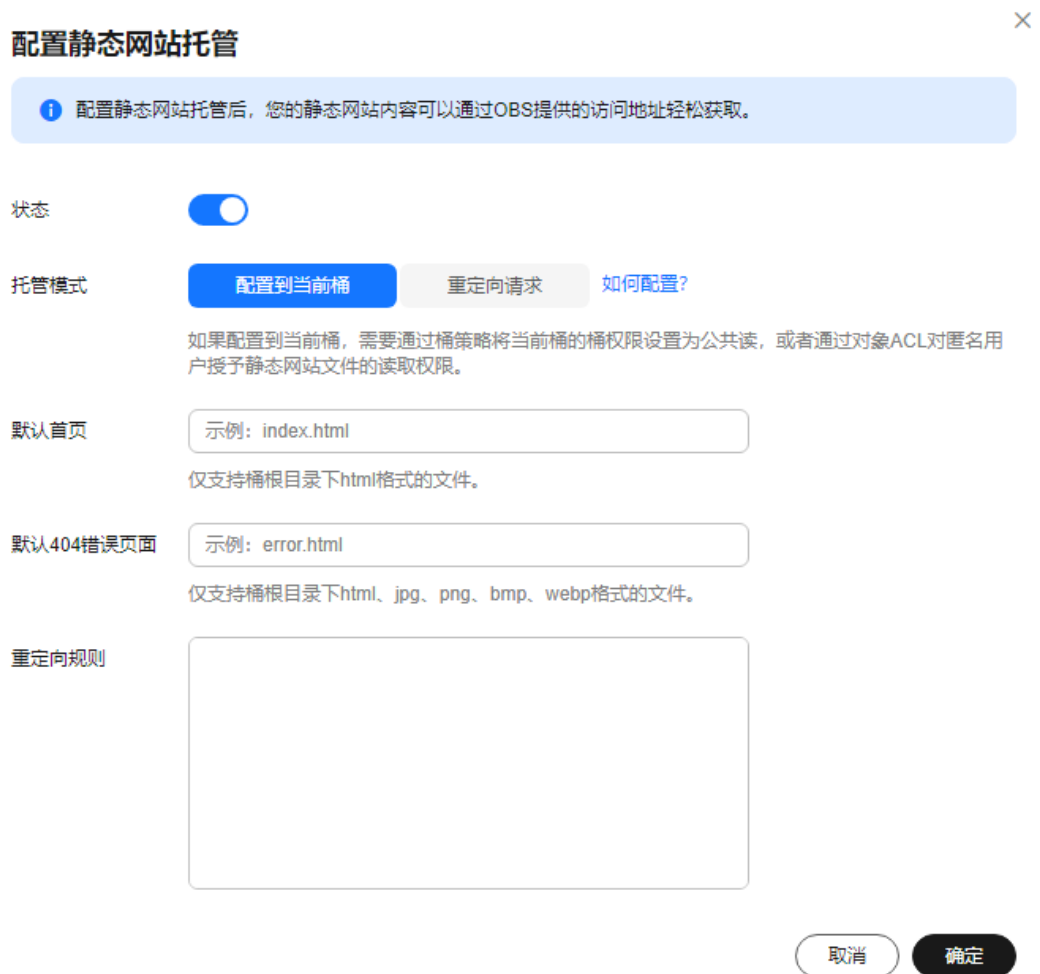 配置静态网站托管
配置静态网站托管后，您的静态网站内容可以通过OBS提供的访问地址轻松获取。
状态
托管模式
配置到当前桶
重定向请求
如何配置?
如果配置到当前桶，需要通过桶策略将当前桶的桶权限设置为公共读，或者通过对象ACL对匿名用
户授予静态网站文件的读取权限。
默认首页
示例：index.html
仅支持桶根目录下html格式的文件。
默认404错误页面
示例：error.html
仅支持桶根目录下html、jpg、png、bmp、webp格式的文件。
重定向规则
取消
确定